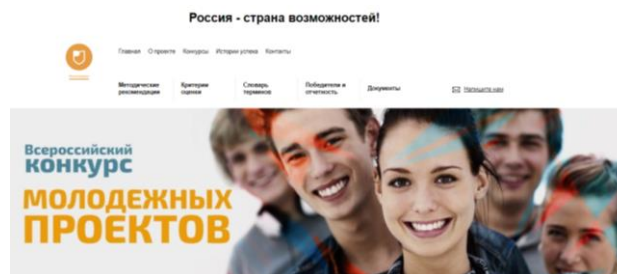 Россия - страна возможностей!
Главная О проекте Конкурсы Истории успеха Контакты
Методические рекомендации
Критерии оценки
Словарь терминов
Победители и отчетность
Документы
Напишите нам
Всероссийский
КОНКУРС
МОЛОДЕЖНЫХ
ПРОЕКТОВ